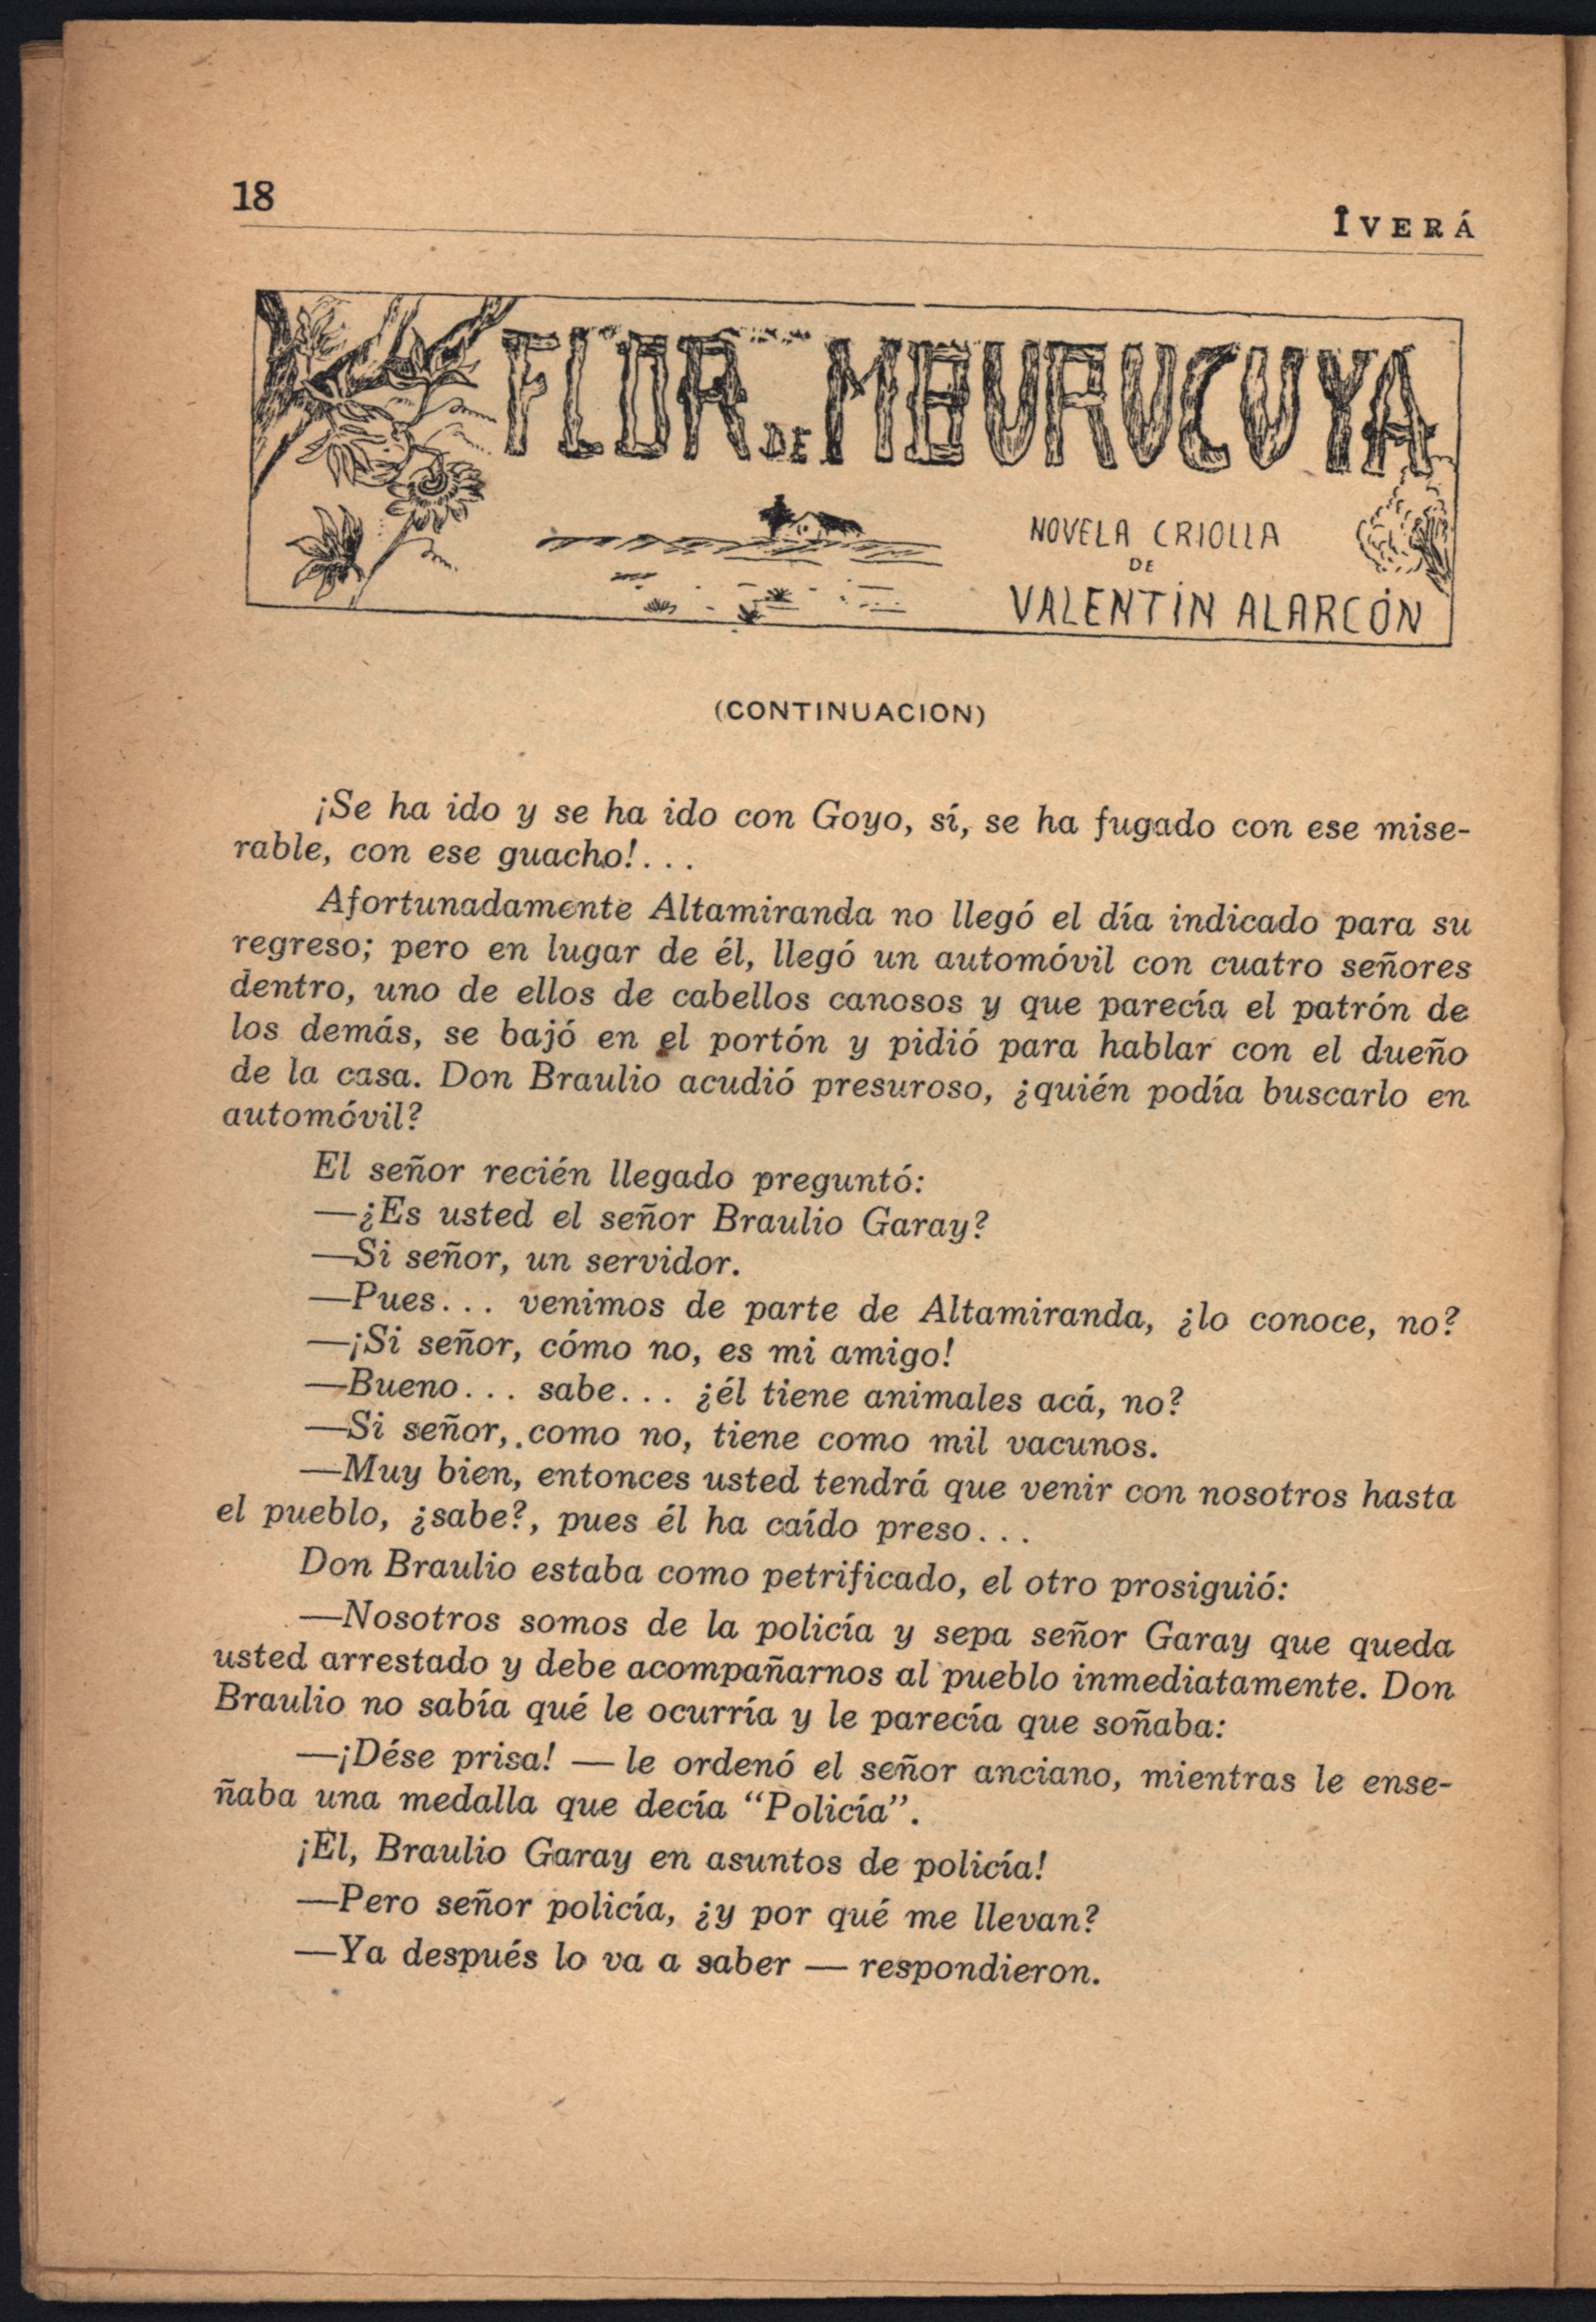 18
ÎVERÁ
FLOR DE MBURUCUYA
NOVELA CRIOLLA
DE
VALENTÍN ALARCÓN
(CONTINUACION)
¡Se ha ido y se ha ido con Goyo, sí, se ha fugado con ese mise-
rable, con ese guacho!...
Afortunadamente Altamiranda no llegó el día indicado para su
regreso; pero en lugar de él, llegó un automóvil con cuatro señores
dentro, uno de ellos de cabellos canosos y que parecía el patrón de
los demás, se bajó en el portón y pidió para hablar con el dueño
de la casa. Don Braulio acudió presuroso, ¿quién podía buscarlo en
automóvil?
El señor recién llegado preguntó:
—¿Es usted el señor Braulio Garay?
—Si señor, un servidor.
—Pues... venimos de parte de Altamiranda, ¿lo conoce, no?
—¡Si señor, cómo no, es mi amigo!
—Bueno... sabe... ¿él tiene animales acá, no?
—Si señor, como no, tiene como mil vacunos.
—Muy bien, entonces usted tendrá que venir con nosotros hasta
el pueblo, ¿sabe?, pues él ha caído preso...
Don Braulio estaba como petrificado, el otro prosiguió:
—Nosotros somos de la policía y sepa señor Garay que queda
usted arrestado y debe acompañarnos al pueblo inmediatamente. Don
Braulio no sabía qué le ocurría y le parecía que soñaba:
—¡Dése prisa! — le ordenó el señor anciano, mientras le ense-
ñaba una medalla que decía “Policía”.
¡Él, Braulio Garay en asuntos de policía!
—Pero señor policía, ¿y por qué me llevan?
—Ya después lo va a saber — respondieron.